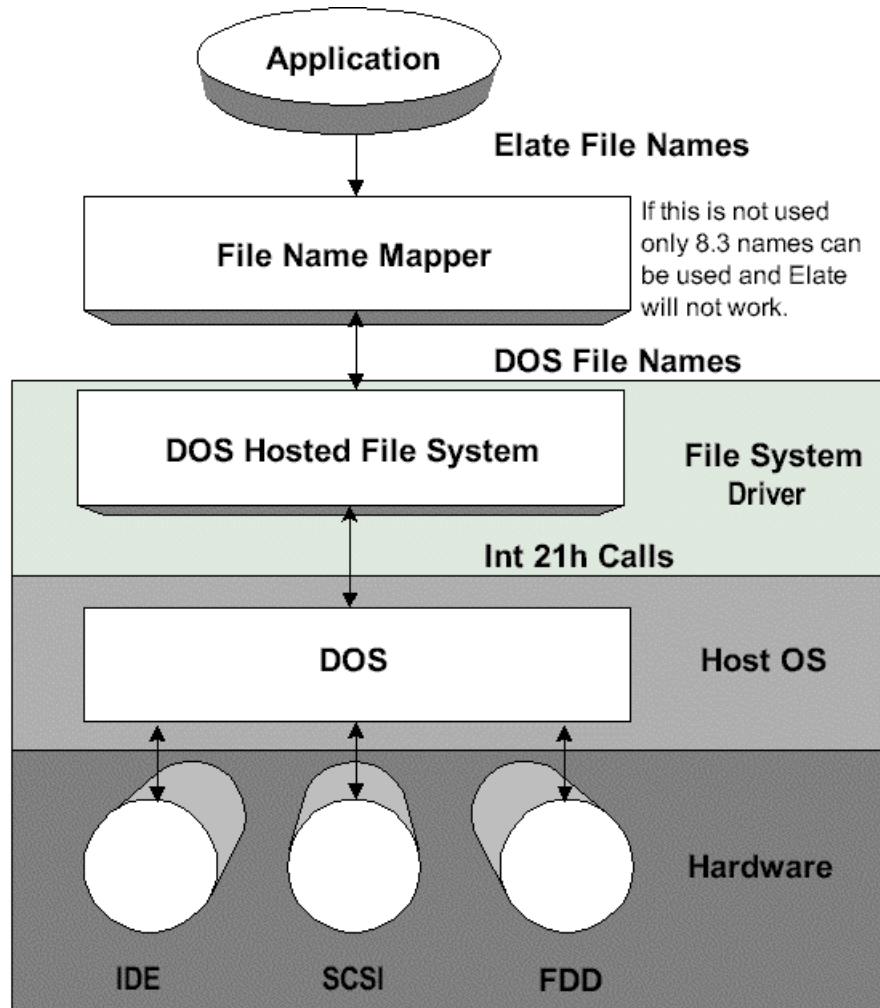 Application
Elate File Names
File Name Mapper
If this is not used
only 8.3 names can
be used and Elate
will not work.
DOS File Names
DOS Hosted File System
File System
Driver
Int 21h Calls
DOS
Host OS
Hardware
IDE
SCSI
FDD